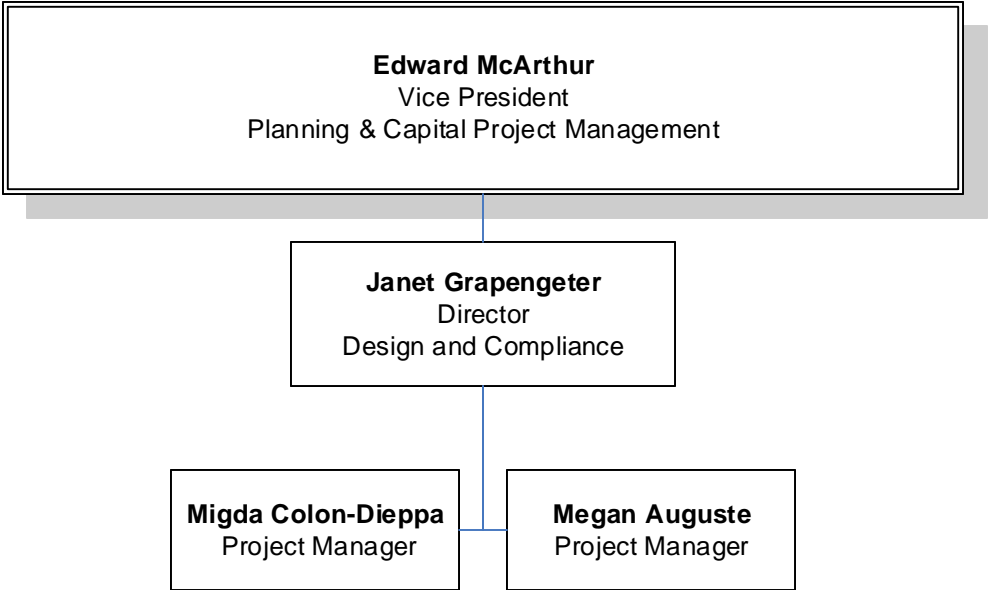 Edward McArthur
Vice President
Planning & Capital Project Management
Janet Grapengeter
Director
Design and Compliance
Migda Colon-Dieppa
Project Manager
Megan Auguste
Project Manager